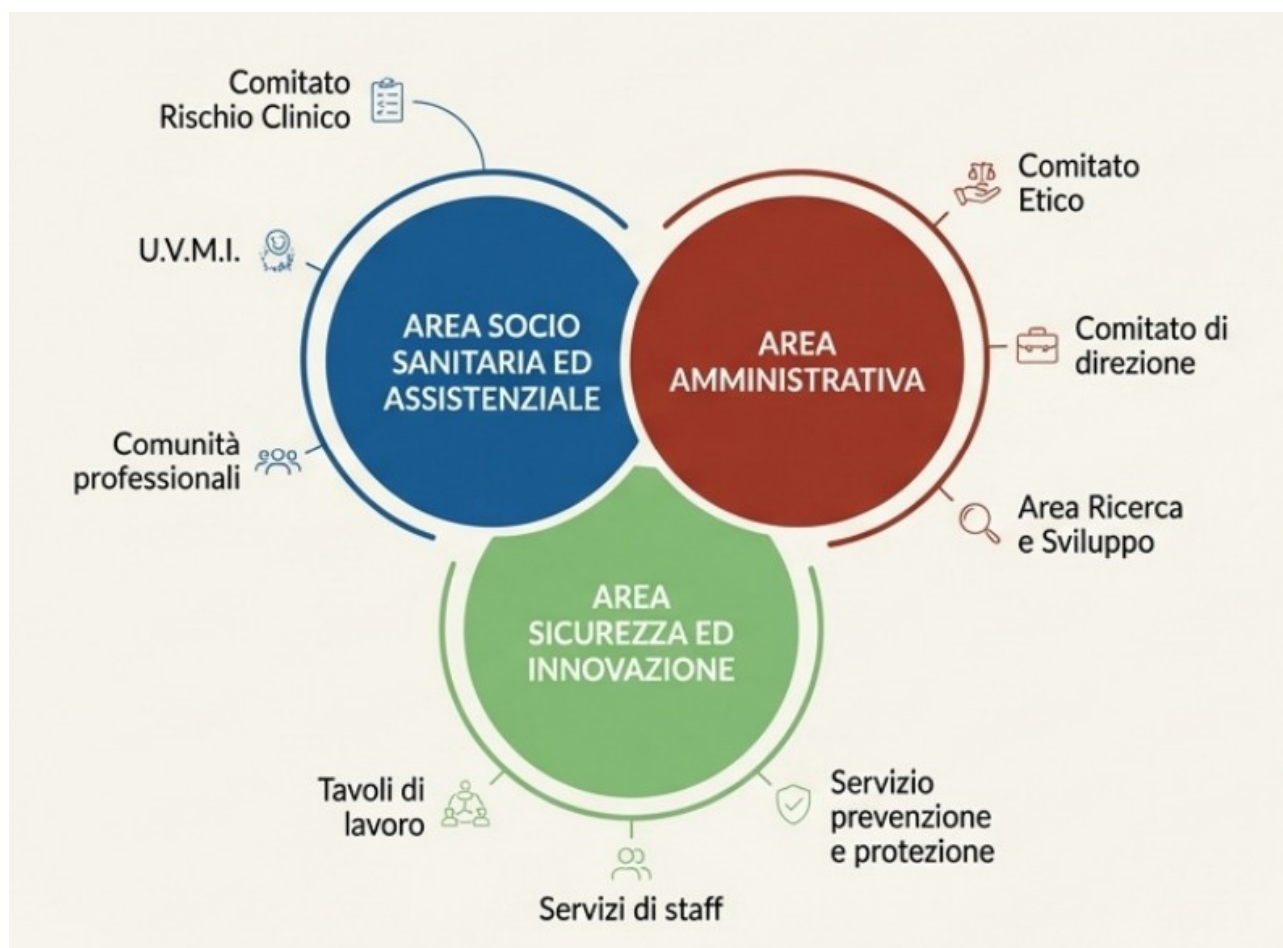 Comitato
Rischio Clinico
U.V.M.I.
Comunità
professionali
AREA SOCIO
SANITARIA ED
ASSISTENZIALE
AREA
AMMINISTRATIVA
Comitato
Etico
Comitato di
direzione
Area Ricerca
e Sviluppo
AREA
SICUREZZA ED
INNOVAZIONE
Tavoli di
lavoro
Servizi di staff
Servizio
prevenzione
e protezione